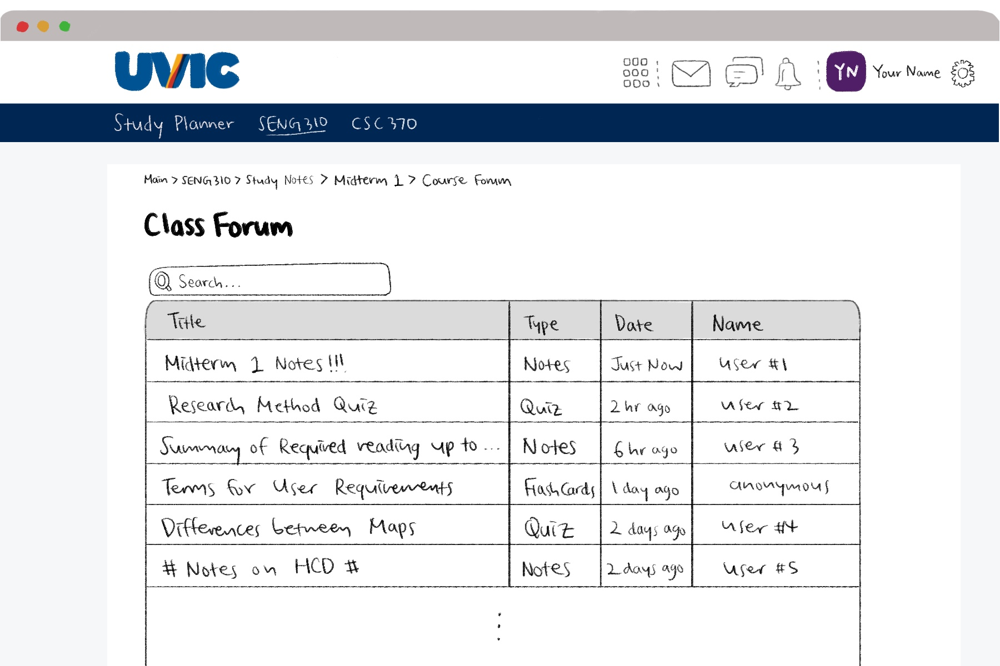 UVIC
YN Your Name
Study Planner SENG310 CSC370
Main > SENG310 > Study Notes > Midterm 1 > Course Forum
Class Forum
Search...
Title Type Date Name
Midterm 1 Notes!!! Notes Just Now user #1
Research Method Quiz Quiz 2 hr ago user #2
Summary of Required reading up to ... Notes 6 hr ago user #3
Terms for User Requirements FlashCards 1 day ago anonymous
Differences between Maps Quiz 2 days ago user #4
# Notes on HCD # Notes 2 days ago user #5